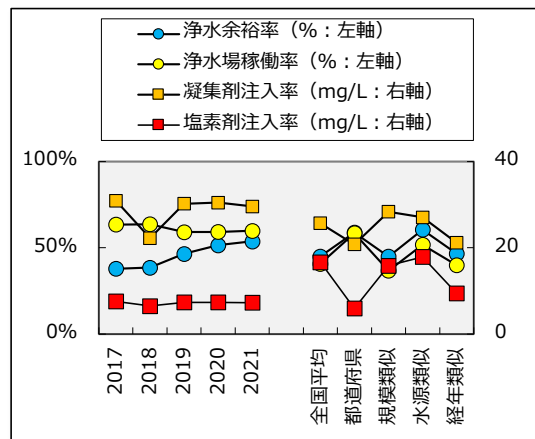 浄水余裕率（%：左軸）
浄水場稼働率（%：左軸）
凝集剤注入率（mg/L：右軸）
塩素剤注入率（mg/L：右軸）
100%
50%
0%
40
20
0
2017
2018
2019
2020
2021
全国平均
都道府県
規模類似
水源類似
経年類似